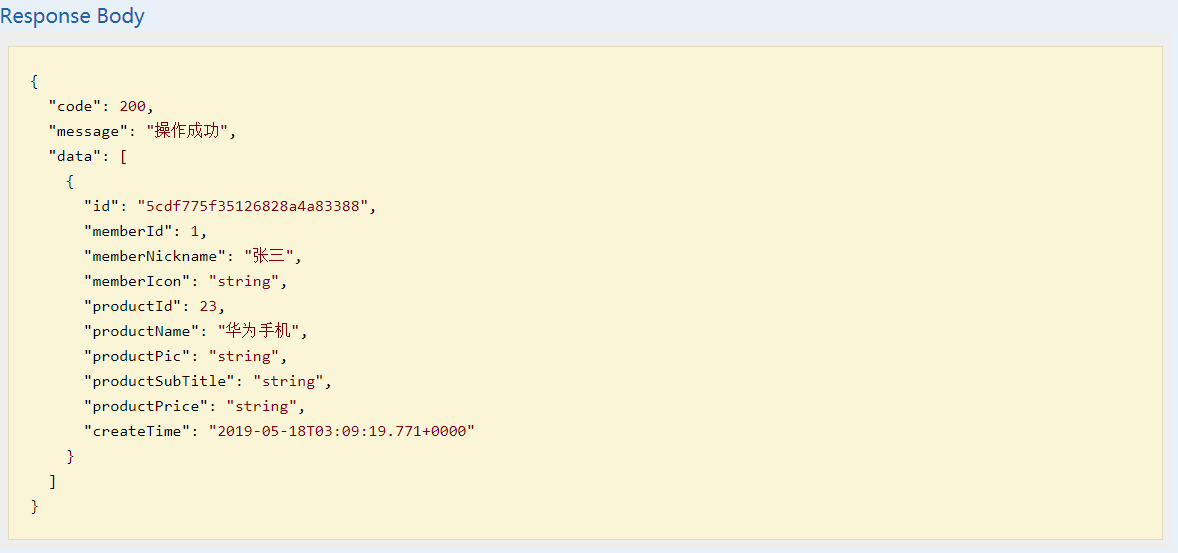 Response Body
{
"code": 200,
"message": "操作成功",
"data": [
{
"id": "5cdf775f35126828a4a83388",
"memberId": 1,
"memberNickname": "张三",
"memberIcon": "string",
"productId": 23,
"productName": "华为手机",
"productPic": "string",
"productSubTitle": "string",
"productPrice": "string",
"createTime": "2019-05-18T03:09:19.771+0000"
}
]
}